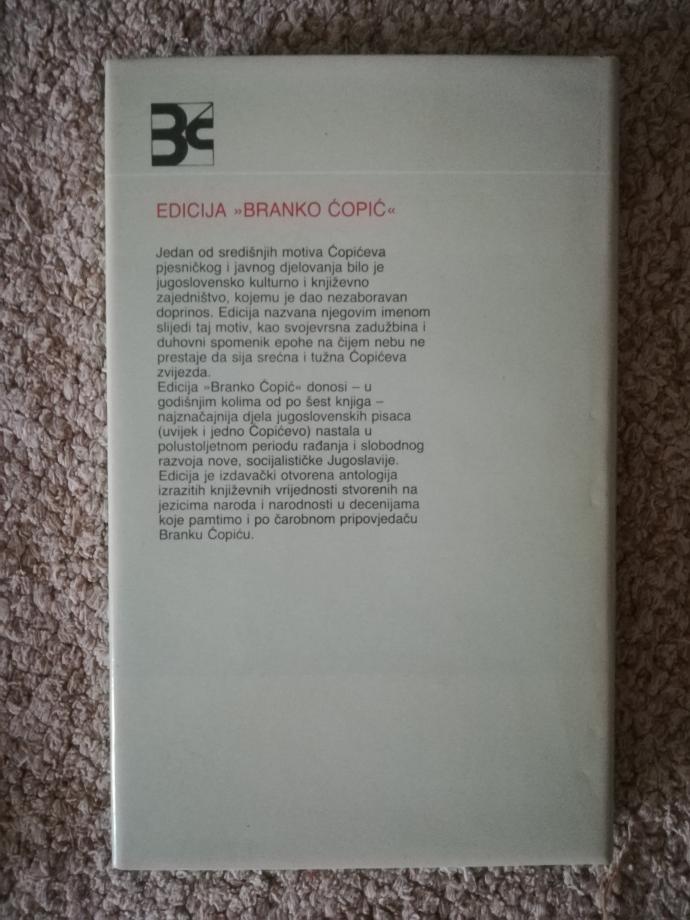 BĆ
EDICIJA »BRANKO ĆOPIĆ«
Jedan od središnjih motiva Ćopićeva
pjesničkog i javnog djelovanja bilo je
jugoslovensko kulturno i književno
zajedništvo, kojemu je dao nezaboravan
doprinos. Edicija nazvana njegovim imenom
slijedi taj motiv, kao svojevrsna zadužbina i
duhovni spomenik epohe na čijem nebu ne
prestaje da sija srećna i tužna Ćopićeva
zvijezda.
Edicija »Branko Ćopić« donosi – u
godišnjim kolima od po šest knjiga –
najznačajnija djela jugoslovenskih pisaca
(uvijek i jedno Ćopićevo) nastala u
polustoljetnom periodu rađanja i slobodnog
razvoja nove, socijalističke Jugoslavije.
Edicija je izdavački otvorena antologija
izrazitih književnih vrijednosti stvorenih na
jezicima naroda i narodnosti u decenijama
koje pamtimo i po čarobnom pripovjedaču
Branku Ćopiću.